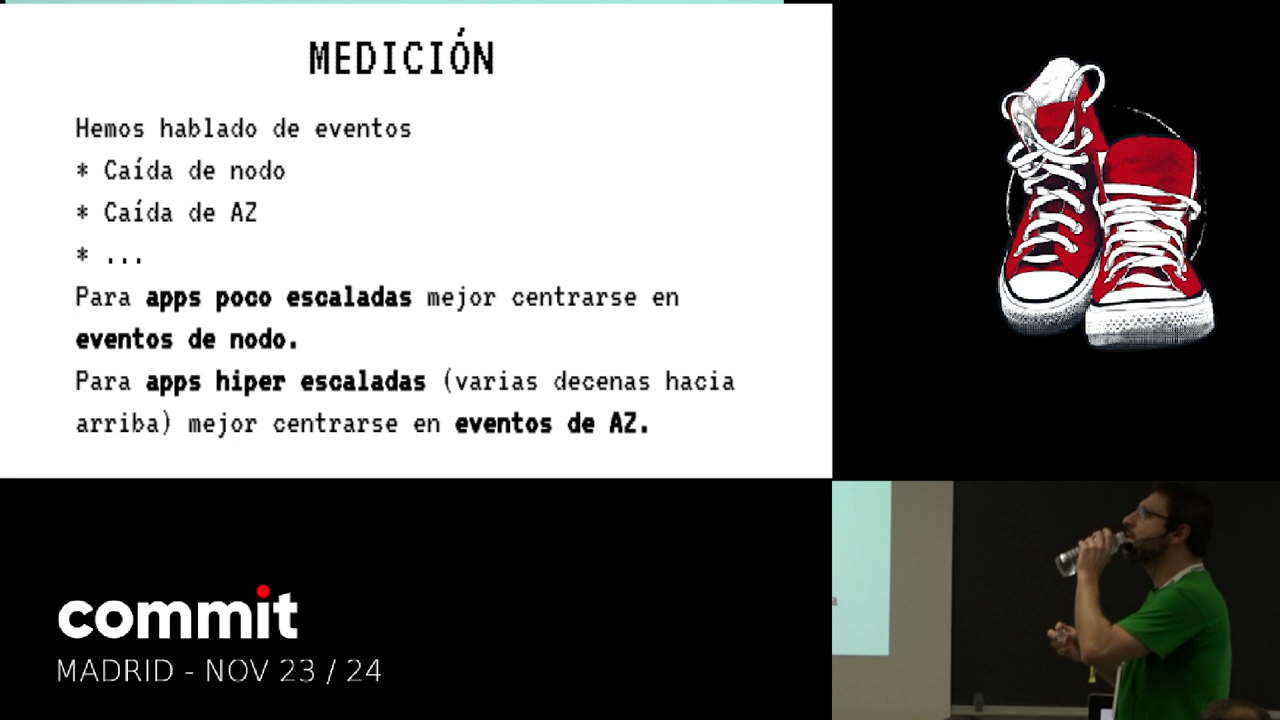 MEDICIÓN
Hemos hablado de eventos
* Caída de nodo
* Caída de AZ
* ...
Para apps poco escaladas mejor centrarse en
eventos de nodo.
Para apps hiper escaladas (varias decenas hacia
arriba) mejor centrarse en eventos de AZ.
commit
MADRID - NOV 23 / 24